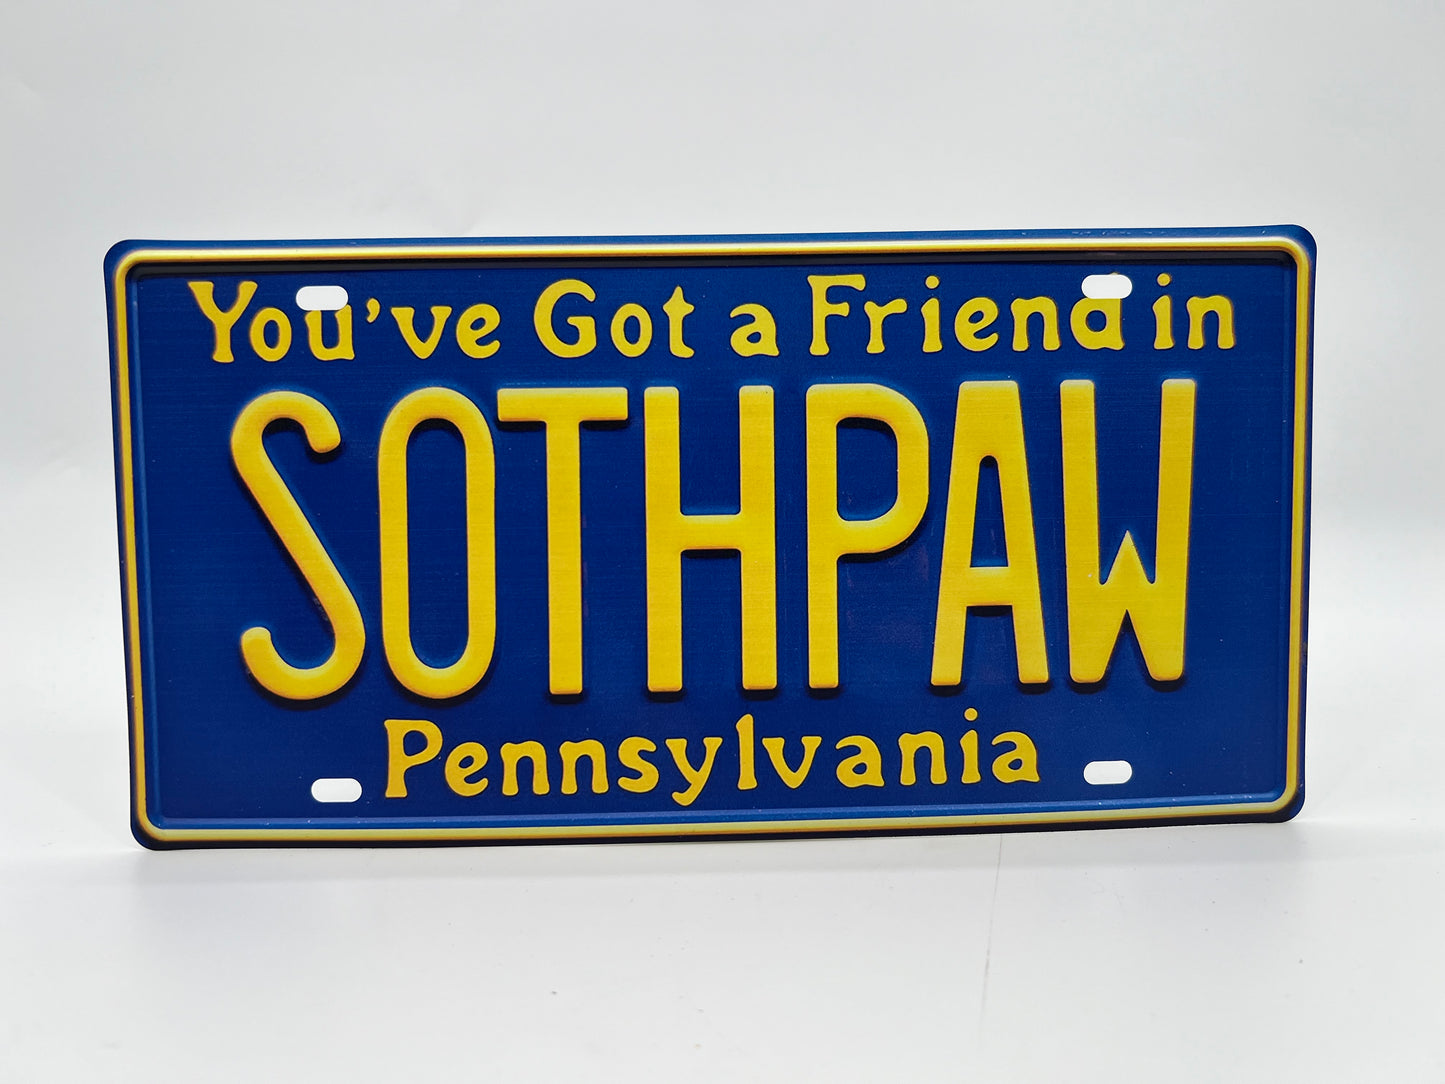 You've Got a Friend in
SOTHPAW
Pennsylvania